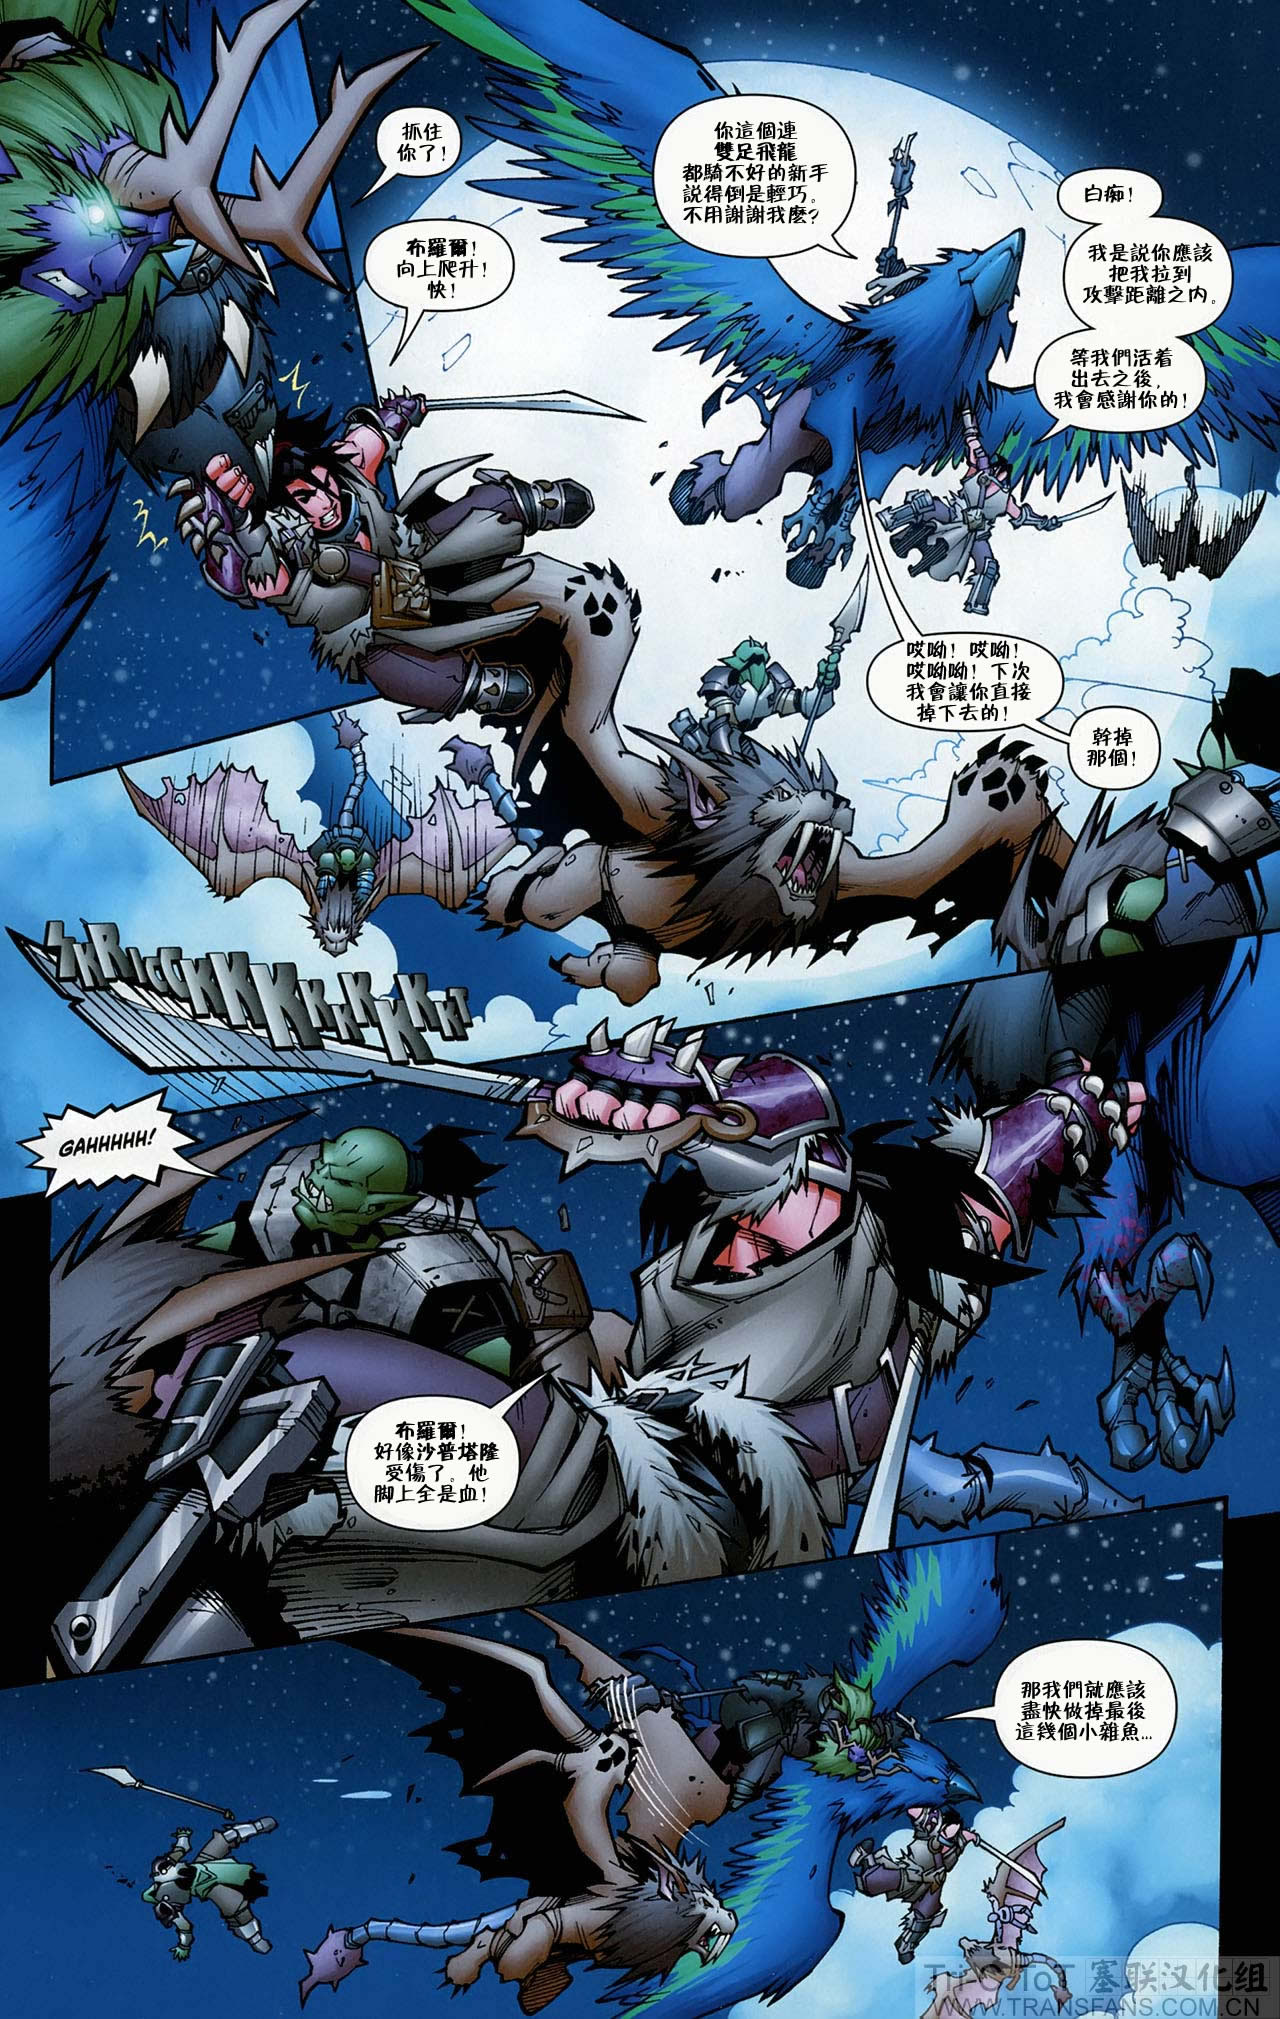 抓住
你了！
布羅爾！
向上爬升！
快！
你這個連
雙足飛龍
都騎不好的新手
説得倒是輕巧。
不用謝謝我麼？
白痴！
我是説你應該
把我拉到
攻擊距離之内。
等我們活着
出去之後，
我會感謝你的！
哎呦！哎呦！
哎呦呦！下次
我會讓你直接
掉下去的！
幹掉
那個！
SKRICCKKKKKKKKKT
GAHHHHH!
布羅爾！
好像沙普塔隆
受傷了。他
脚上全是血！
那我們就應該
盡快做掉最後
這幾個小雜魚...
TFF-C-ToT 塞联汉化组
WWW.TRANSFANS.COM.CN